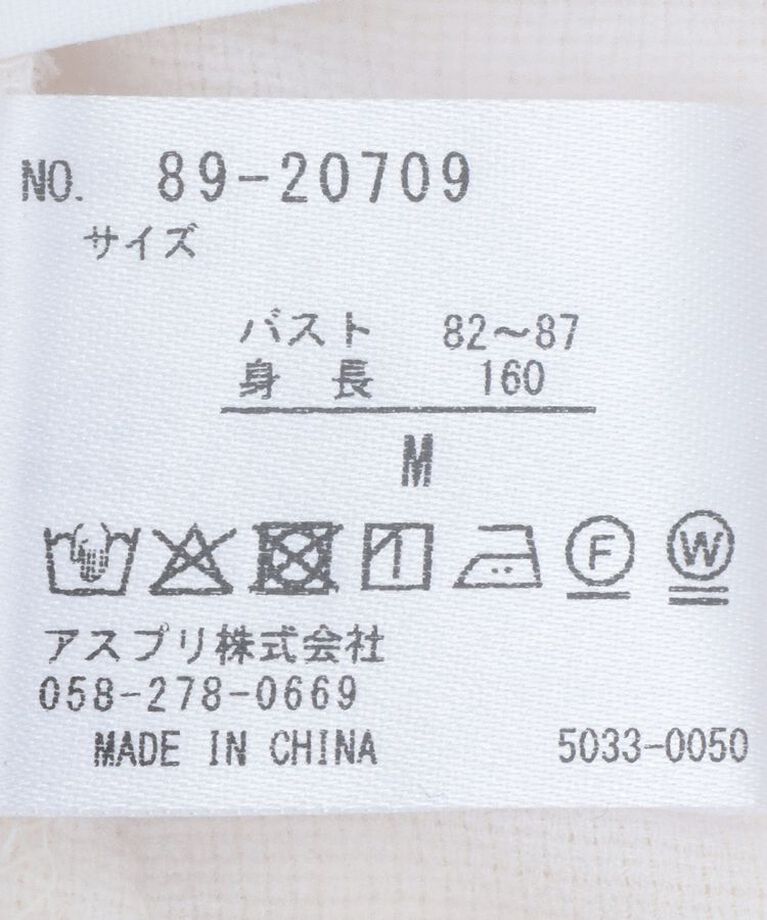 NO. 89-20709
サイズ
バスト 82～87
身 長 160
M
F W
アスプリ株式会社
058-278-0669
MADE IN CHINA 5033-0050